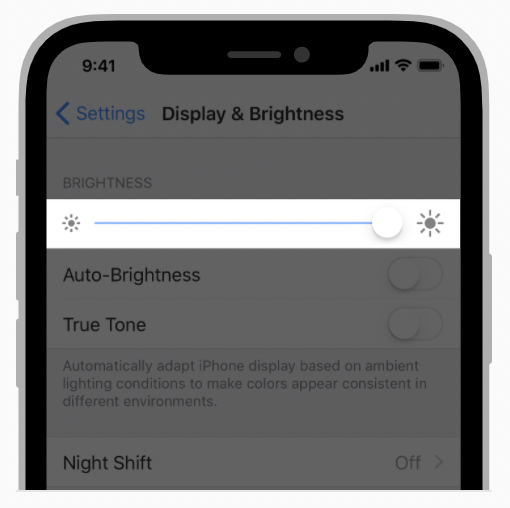 9:41
Settings Display & Brightness
BRIGHTNESS
Auto-Brightness
True Tone
Automatically adapt iPhone display based on ambient
lighting conditions to make colors appear consistent in
different environments.
Night Shift Off